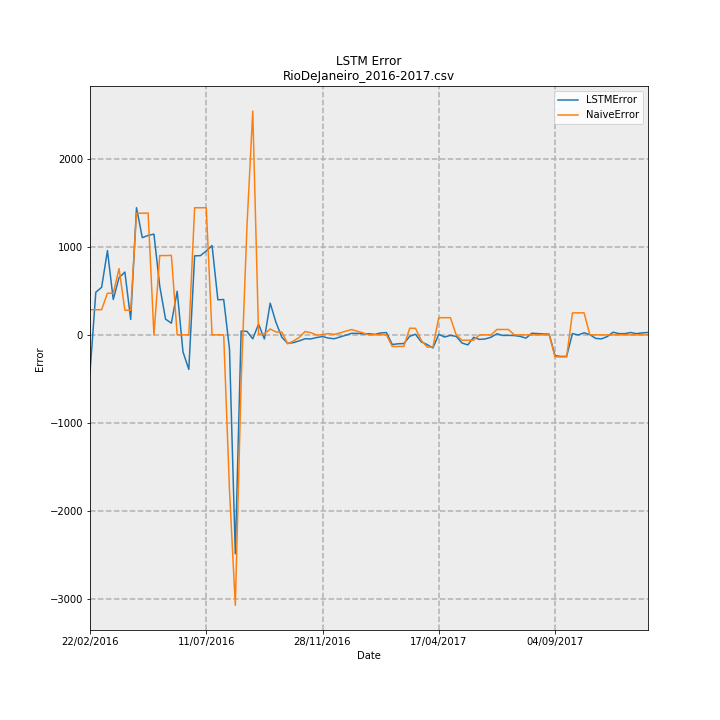 LSTM Error
RioDeJaneiro_2016-2017.csv
LSTMError
NaiveError
2000
1000
0
−1000
−2000
−3000
Error
22/02/2016
11/07/2016
28/11/2016
17/04/2017
04/09/2017
Date